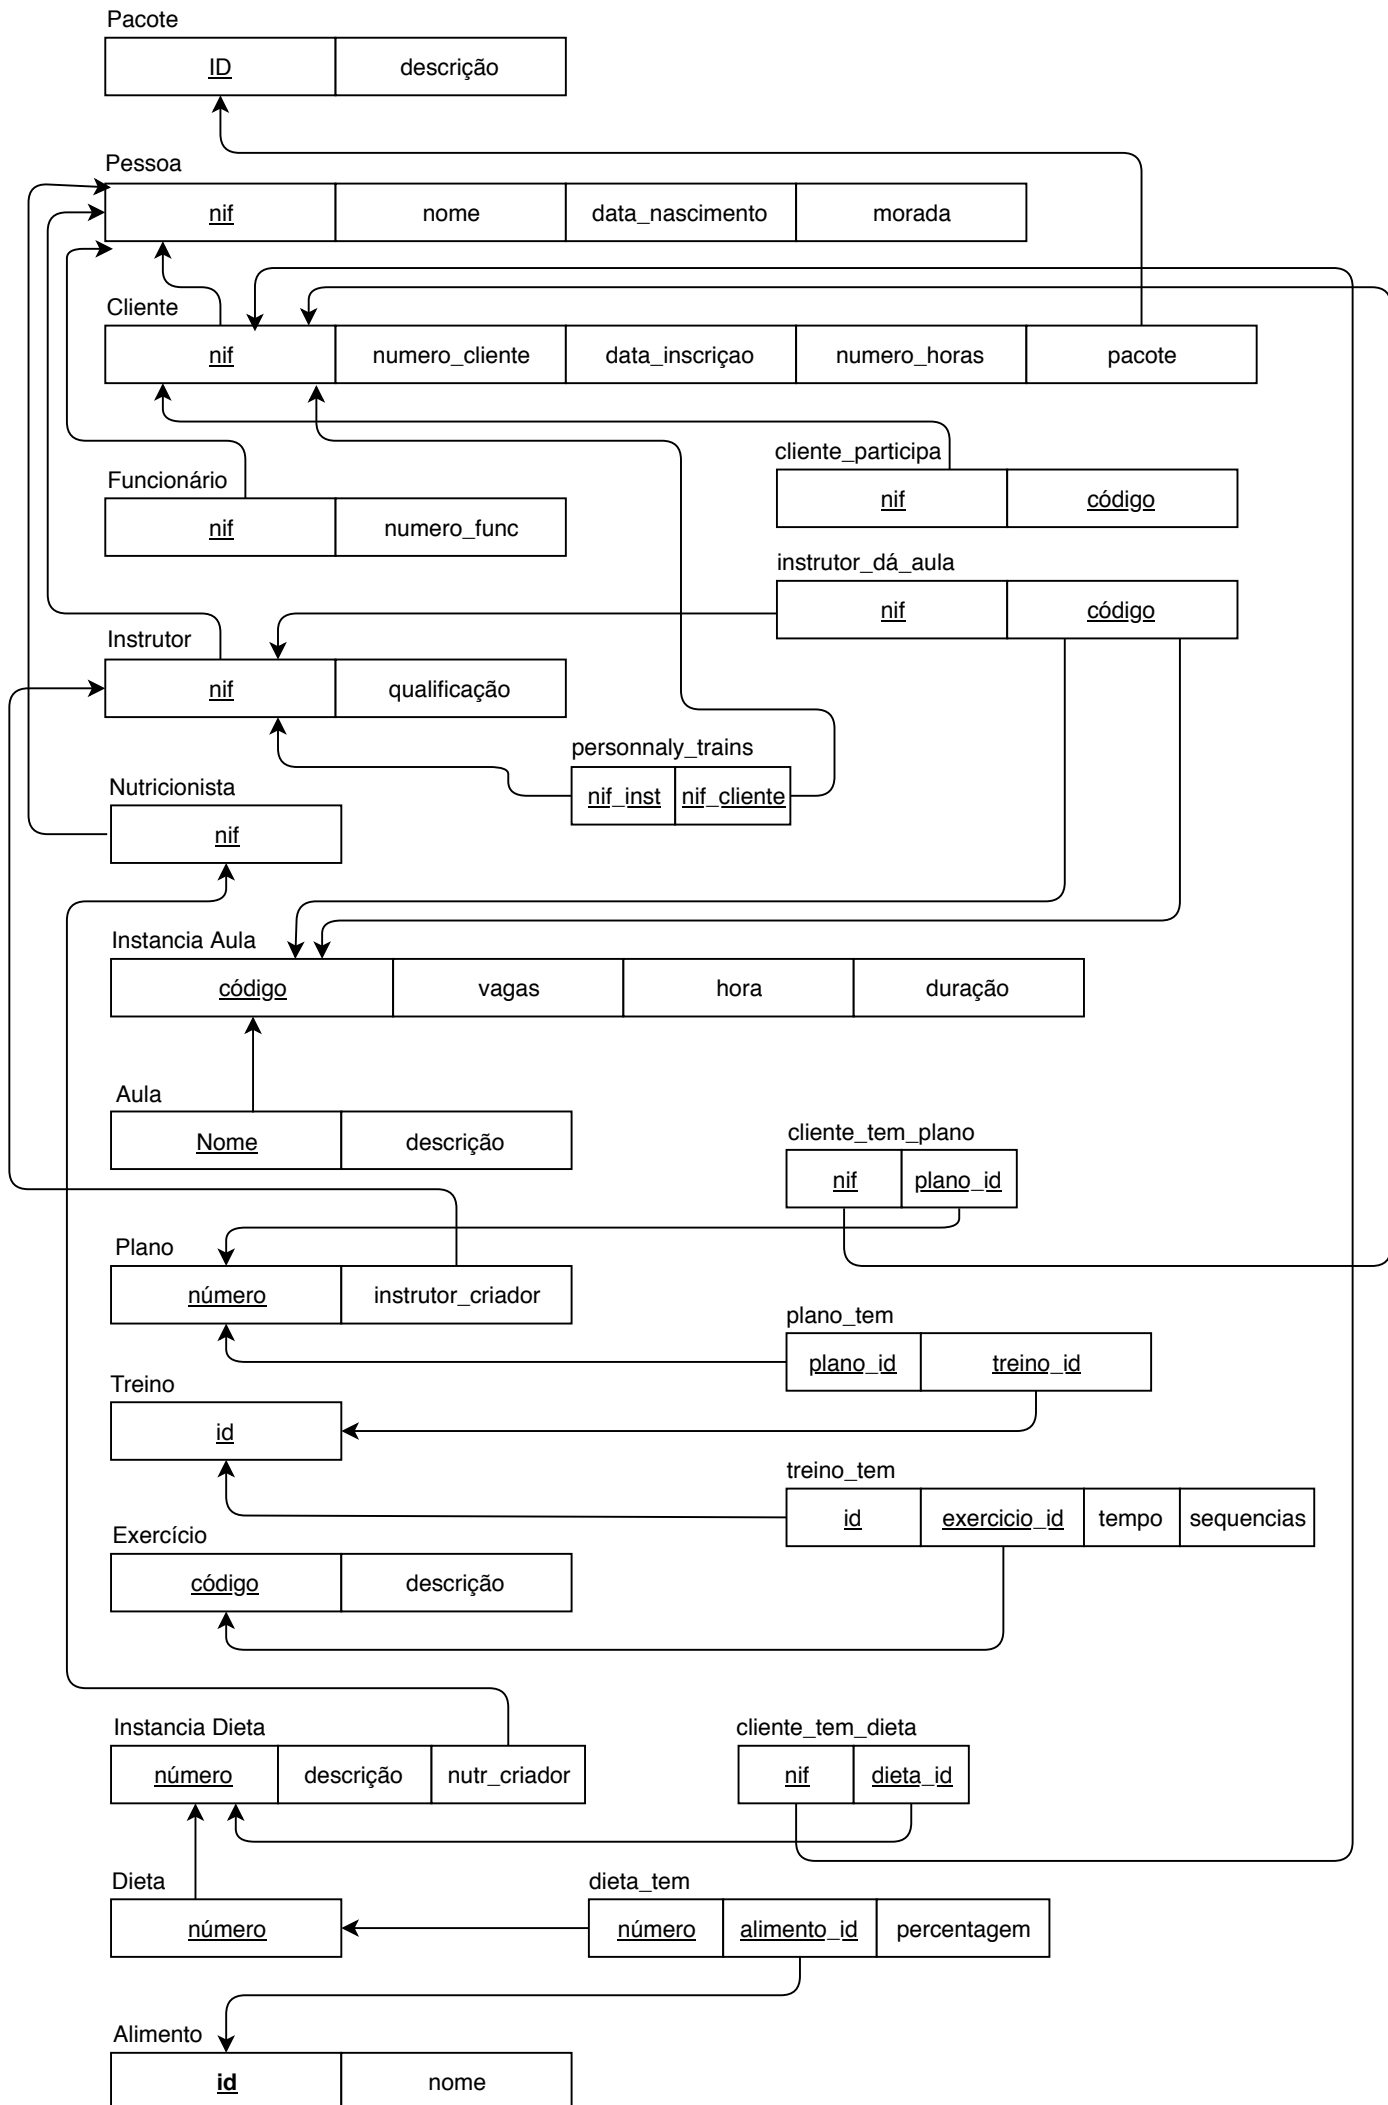 Pacote
ID descrição
Pessoa
nif nome data_nascimento morada
Cliente
nif numero_cliente data_inscriçao numero_horas pacote
cliente_participa
nif código
Funcionário
nif numero_func
instrutor_dá_aula
nif código
Instrutor
nif qualificação
personnaly_trains
nif_inst nif_cliente
Nutricionista
nif
Instancia Aula
código vagas hora duração
Aula
Nome descrição
cliente_tem_plano
nif plano_id
Plano
número instrutor_criador
plano_tem
plano_id treino_id
Treino
id
treino_tem
id exercicio_id tempo sequencias
Exercício
código descrição
Instancia Dieta
número descrição nutr_criador
cliente_tem_dieta
nif dieta_id
Dieta
número
dieta_tem
número alimento_id percentagem
Alimento
id nome